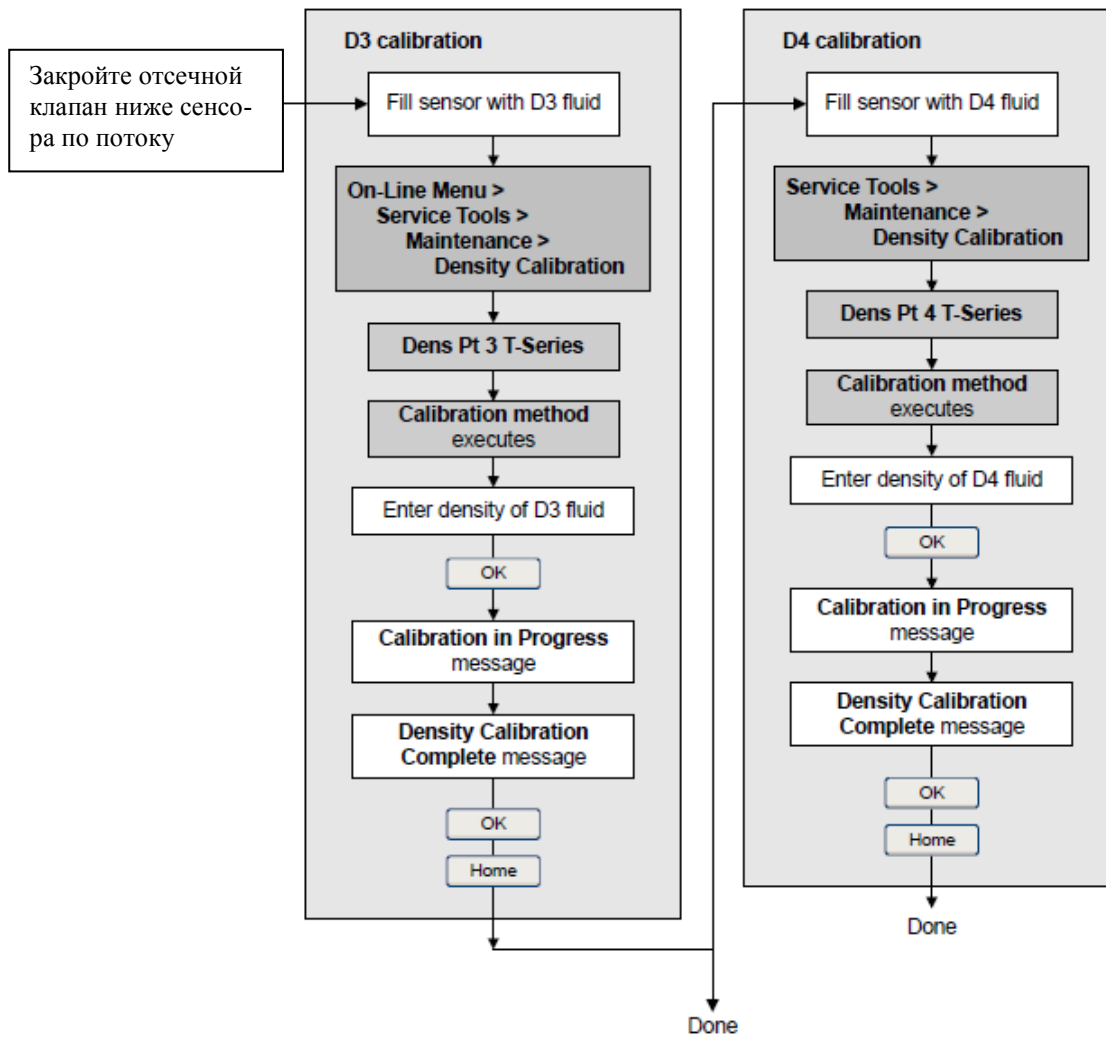 Закройте отсечной
клапан ниже сенсо-
ра по потоку
D3 calibration
Fill sensor with D3 fluid
On-Line Menu >
Service Tools >
Maintenance >
Density Calibration
Dens Pt 3 T-Series
Calibration method
executes
Enter density of D3 fluid
OK
Calibration in Progress
message
Density Calibration
Complete message
OK
Home
D4 calibration
Fill sensor with D4 fluid
Service Tools >
Maintenance >
Density Calibration
Dens Pt 4 T-Series
Calibration method
executes
Enter density of D4 fluid
OK
Calibration in Progress
message
Density Calibration
Complete message
OK
Home
Done
Done